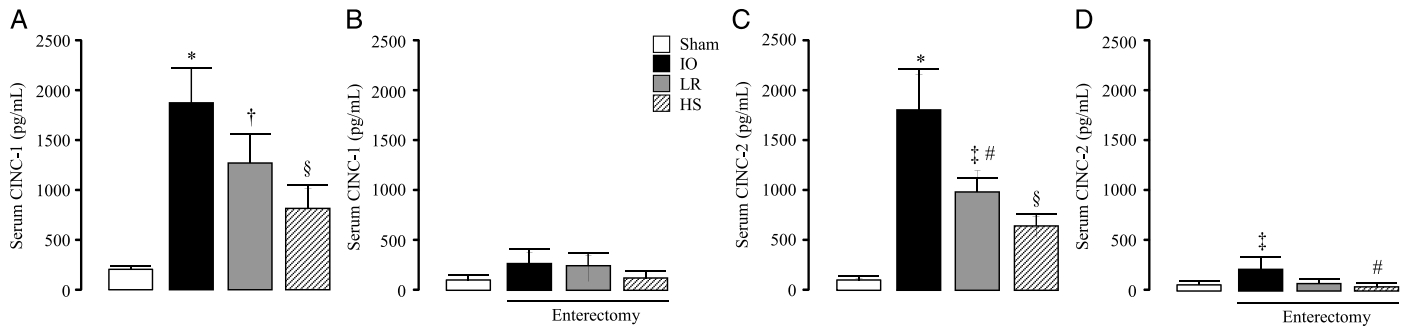 A
Serum CINC-1 (pg/mL)
2500
2000
1500
1000
500
0
*
†
§
B
Serum CINC-1 (pg/mL)
2500
2000
1500
1000
500
0
Enterectomy
Sham
IO
LR
HS
C
Serum CINC-2 (pg/mL)
2500
2000
1500
1000
500
0
*
‡ #
§
D
Serum CINC-2 (pg/mL)
2500
2000
1500
1000
500
0
‡
#
Enterectomy